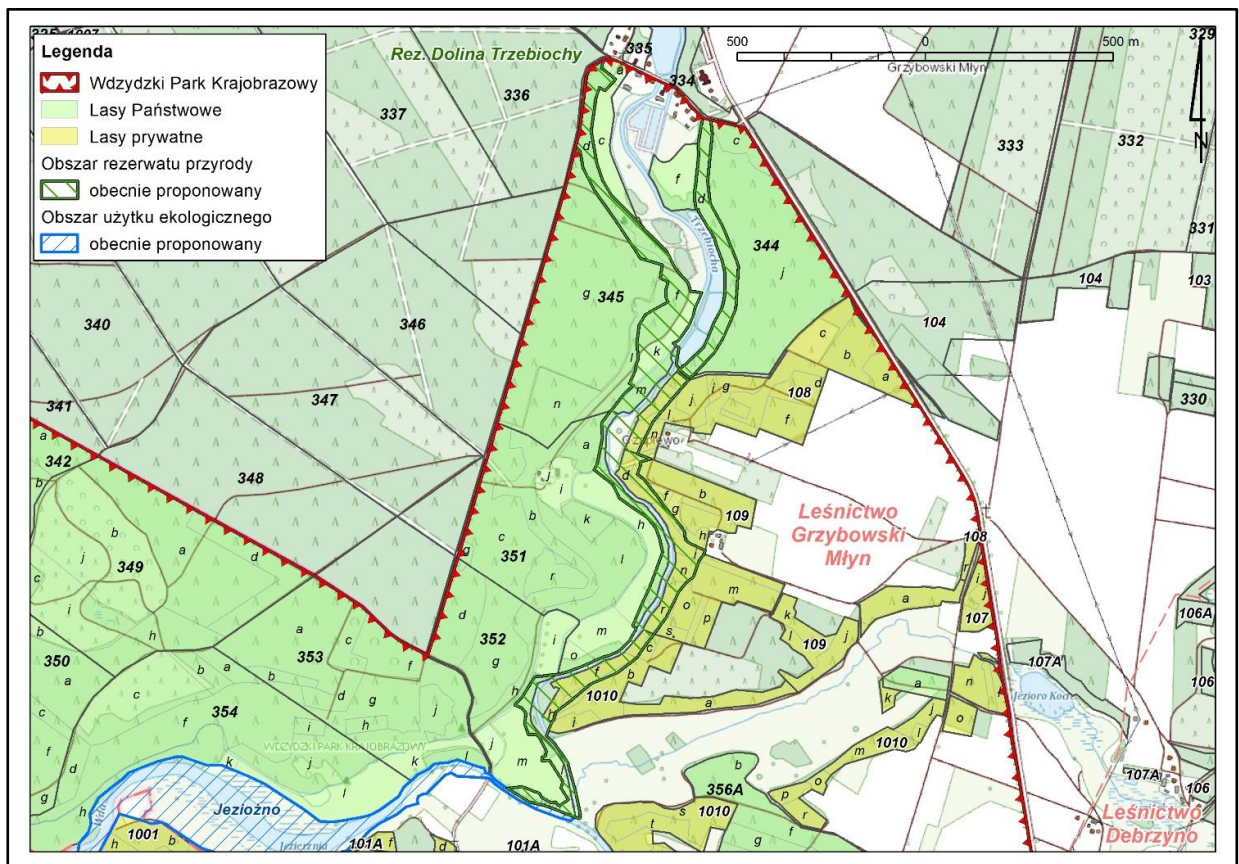 335 1007
Legenda
Wdzydzki Park Krajobrazowy
Lasy Państwowe
Lasy prywatne
Obszar rezerwatu przyrody
obecnie proponowany
Obszar użytku ekologicznego
obecnie proponowany
Rez. Dolina Trzebiochy
335
334
500 0 500 m
Grzybowski Młyn
N
329
337
336
333
332
331
a
c
d
c
f
d
Trzebiocha
344
j
g
345
f
k
l
m
n
340
346
104
104
103
330
341
347
c
b
a
108
d
f
g
i
j
l
n
a
342
b
348
a
j
i
d
k
h
f
g
b
109
h
i
n
Leśnictwo
Grzybowski
Młyn
108
r
i
j
107
349
b
j
a
c
i
h
d
g
c
b
351
r
l
d
352
g
i
m
o
r
s
o
p
m
k
l
109
j
a
106A
107A
106
350
b
a
353
c
a
f
b
c
b
a
d
g
j
h
i
354
f
h
f
1010
b
c
i
a
k
a
n
l
o
1010
m
o
p
r
c
f
d
g
k
j
k
l
l
j
m
WDZYDZKI PARK KRAJOBRAZOWY
356A
b
f
g
s
1010
t
107A
106
Wda
Jeziożno
1001
h
b
101A
101A
Leśnictwo
Debrzyno